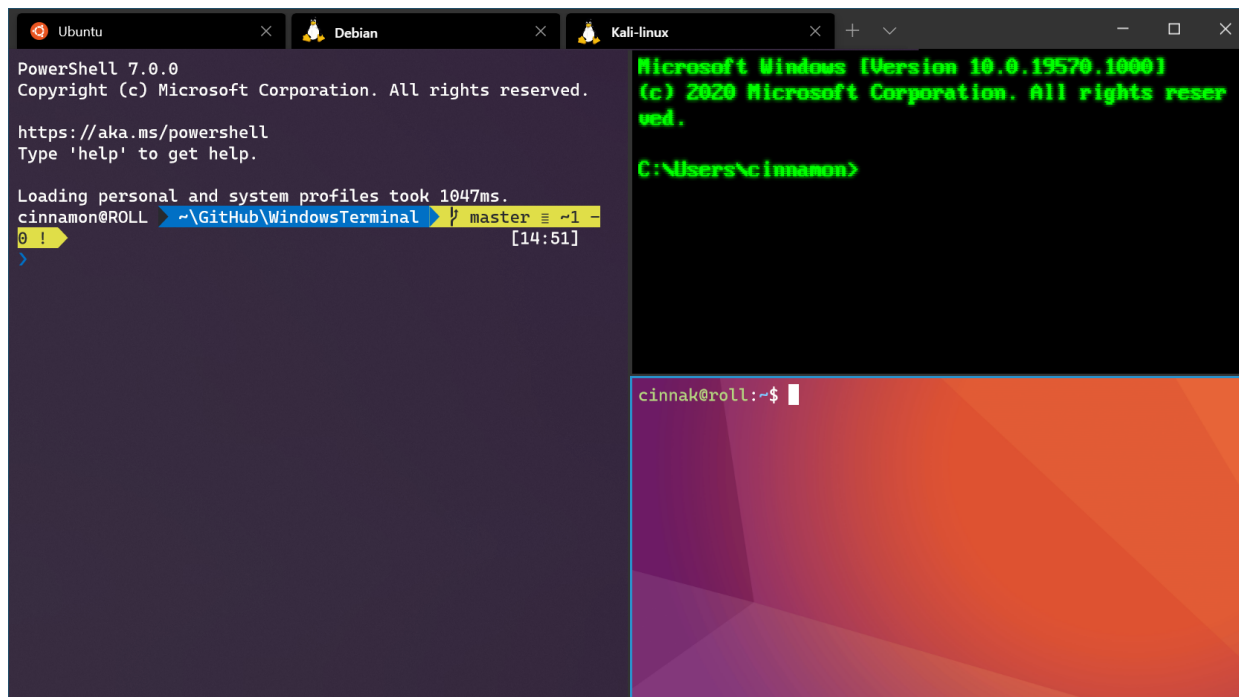 Ubuntu
Debian
Kali-linux
PowerShell 7.0.0
Copyright (c) Microsoft Corporation. All rights reserved.
https://aka.ms/powershell
Type 'help' to get help.
Loading personal and system profiles took 1047ms.
cinnamon@ROLL ~\GitHub\WindowsTerminal master ≡ ~1 -
0 ! [14:51]
❯
Microsoft Windows [Version 10.0.19570.1000]
(c) 2020 Microsoft Corporation. All rights reser
ved.
C:\Users\cinnamon>
cinnak@roll:~$